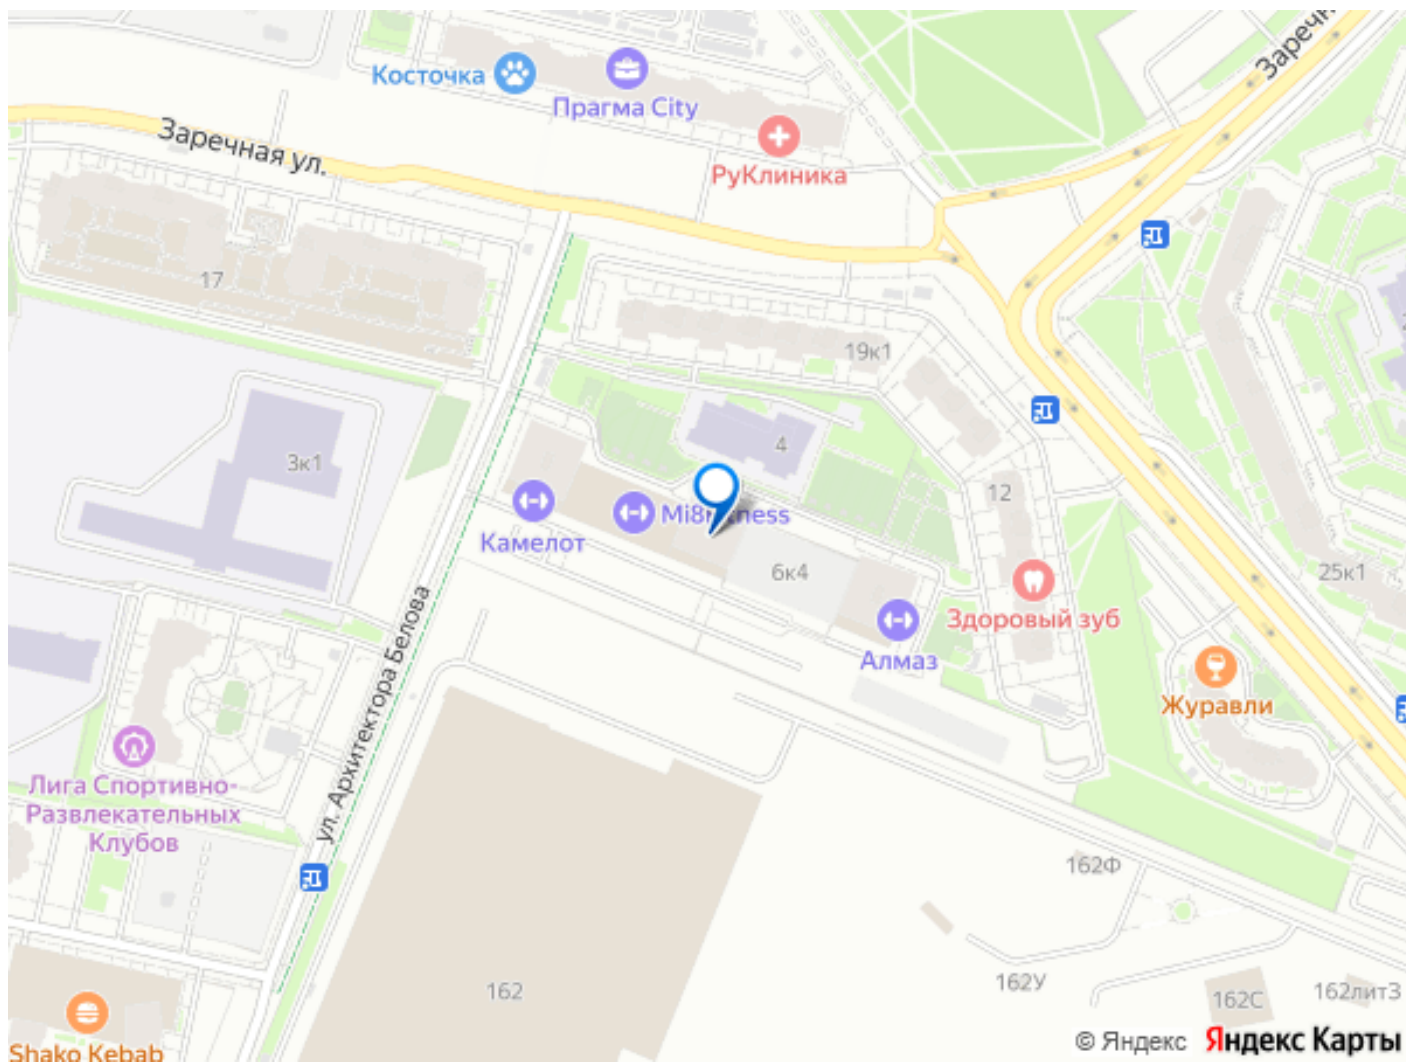 Косточка
Прагма City
РуКлиника
Заречная ул.
17
19к1
4
3к1
12
Камелот
6к4
Здоровый зуб
Алмаз
25к1
Журавли
ул. Архитектора Белова
Лига Спортивно-
Развлекательных
Клубов
162Ф
162
162У
162С
162лит3
Shako Kebab
© Яндекс Яндекс Карты